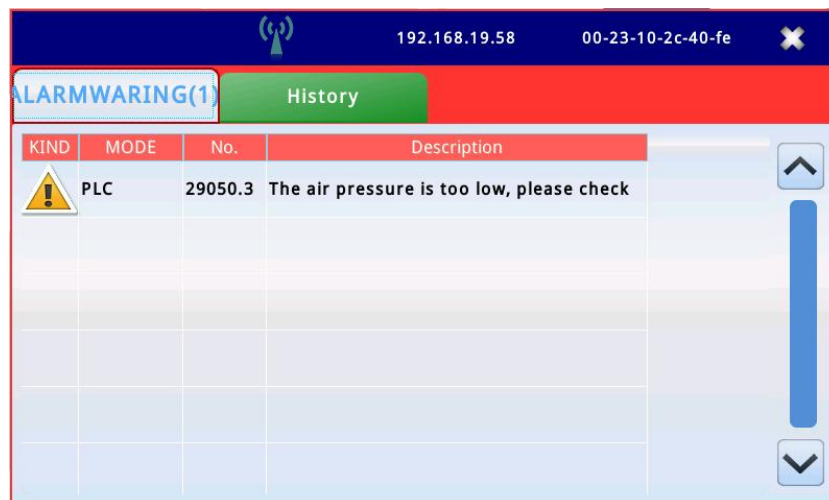 192.168.19.58 00-23-10-2c-40-fe
ALARMWARING(1) History
KIND MODE No. Description
PLC 29050.3 The air pressure is too low, please check